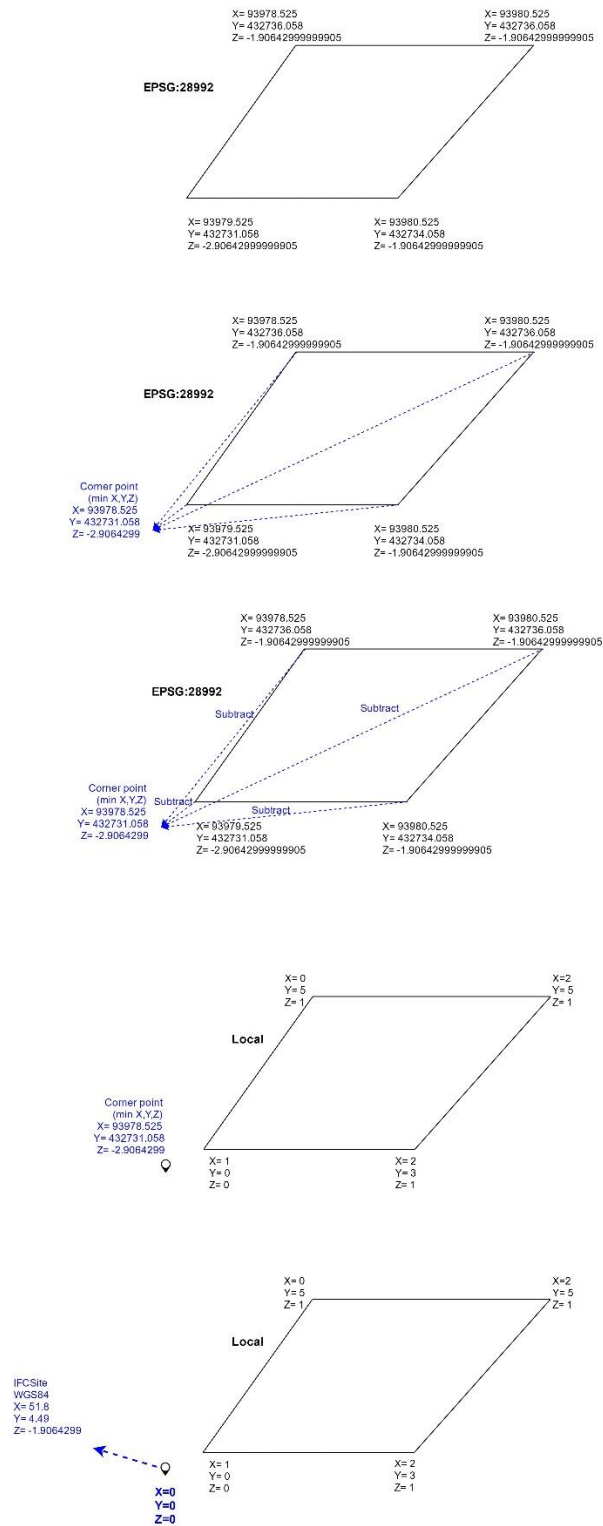 X= 93978.525
Y= 432736.058
Z= -1.90642999999905
X= 93980.525
Y= 432736.058
Z= -1.90642999999905
EPSG:28992
X= 93979.525
Y= 432731.058
Z= -2.90642999999905
X= 93980.525
Y= 432734.058
Z= -1.90642999999905
X= 93978.525
Y= 432736.058
Z= -1.90642999999905
X= 93980.525
Y= 432736.058
Z= -1.90642999999905
EPSG:28992
Corner point
(min X,Y,Z)
X= 93978.525
Y= 432731.058
Z= -2.9064299
X= 93979.525
Y= 432731.058
Z= -2.90642999999905
X= 93980.525
Y= 432734.058
Z= -1.90642999999905
X= 93978.525
Y= 432736.058
Z= -1.90642999999905
X= 93980.525
Y= 432736.058
Z= -1.90642999999905
EPSG:28992
Subtract
Subtract
Corner point
(min X,Y,Z)
X= 93978.525
Y= 432731.058
Z= -2.9064299
Subtract
Subtract
X= 93979.525
Y= 432731.058
Z= -2.90642999999905
X= 93980.525
Y= 432734.058
Z= -1.90642999999905
X= 0
Y= 5
Z= 1
X=2
Y= 5
Z= 1
Local
Corner point
(min X,Y,Z)
X= 93978.525
Y= 432731.058
Z= -2.9064299
X= 1
Y= 0
Z= 0
X= 2
Y= 3
Z= 1
X= 0
Y= 5
Z= 1
X=2
Y= 5
Z= 1
Local
IFCSite
WGS84
X= 51.8
Y= 4.49
Z= -1.9064299
X=0
Y=0
Z=0
X= 1
Y= 0
Z= 0
X= 2
Y= 3
Z= 1